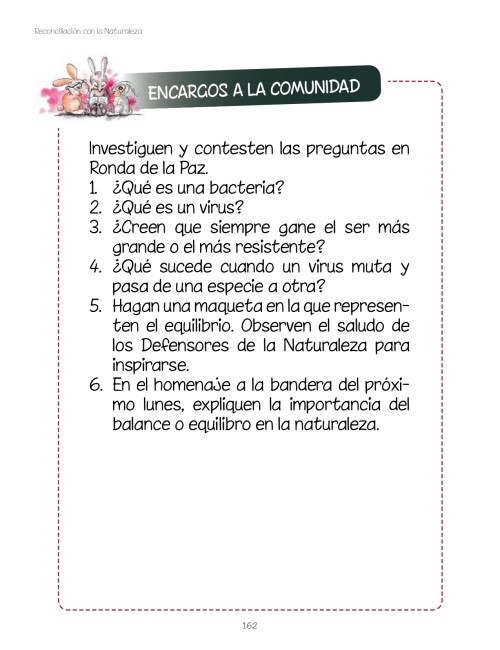 Reconciliación con la Naturaleza
ENCARGOS A LA COMUNIDAD
Investiguen y contesten las preguntas en
Ronda de la Paz.
1. ¿Qué es una bacteria?
2. ¿Qué es un virus?
3. ¿Creen que siempre gane el ser más
grande o el más resistente?
4. ¿Qué sucede cuando un virus muta y
pasa de una especie a otra?
5. Hagan una maqueta en la que represen-
ten el equilibrio. Observen el saludo de
los Defensores de la Naturaleza para
inspirarse.
6. En el homenaje a la bandera del próxi-
mo lunes, expliquen la importancia del
balance o equilibro en la naturaleza.
162